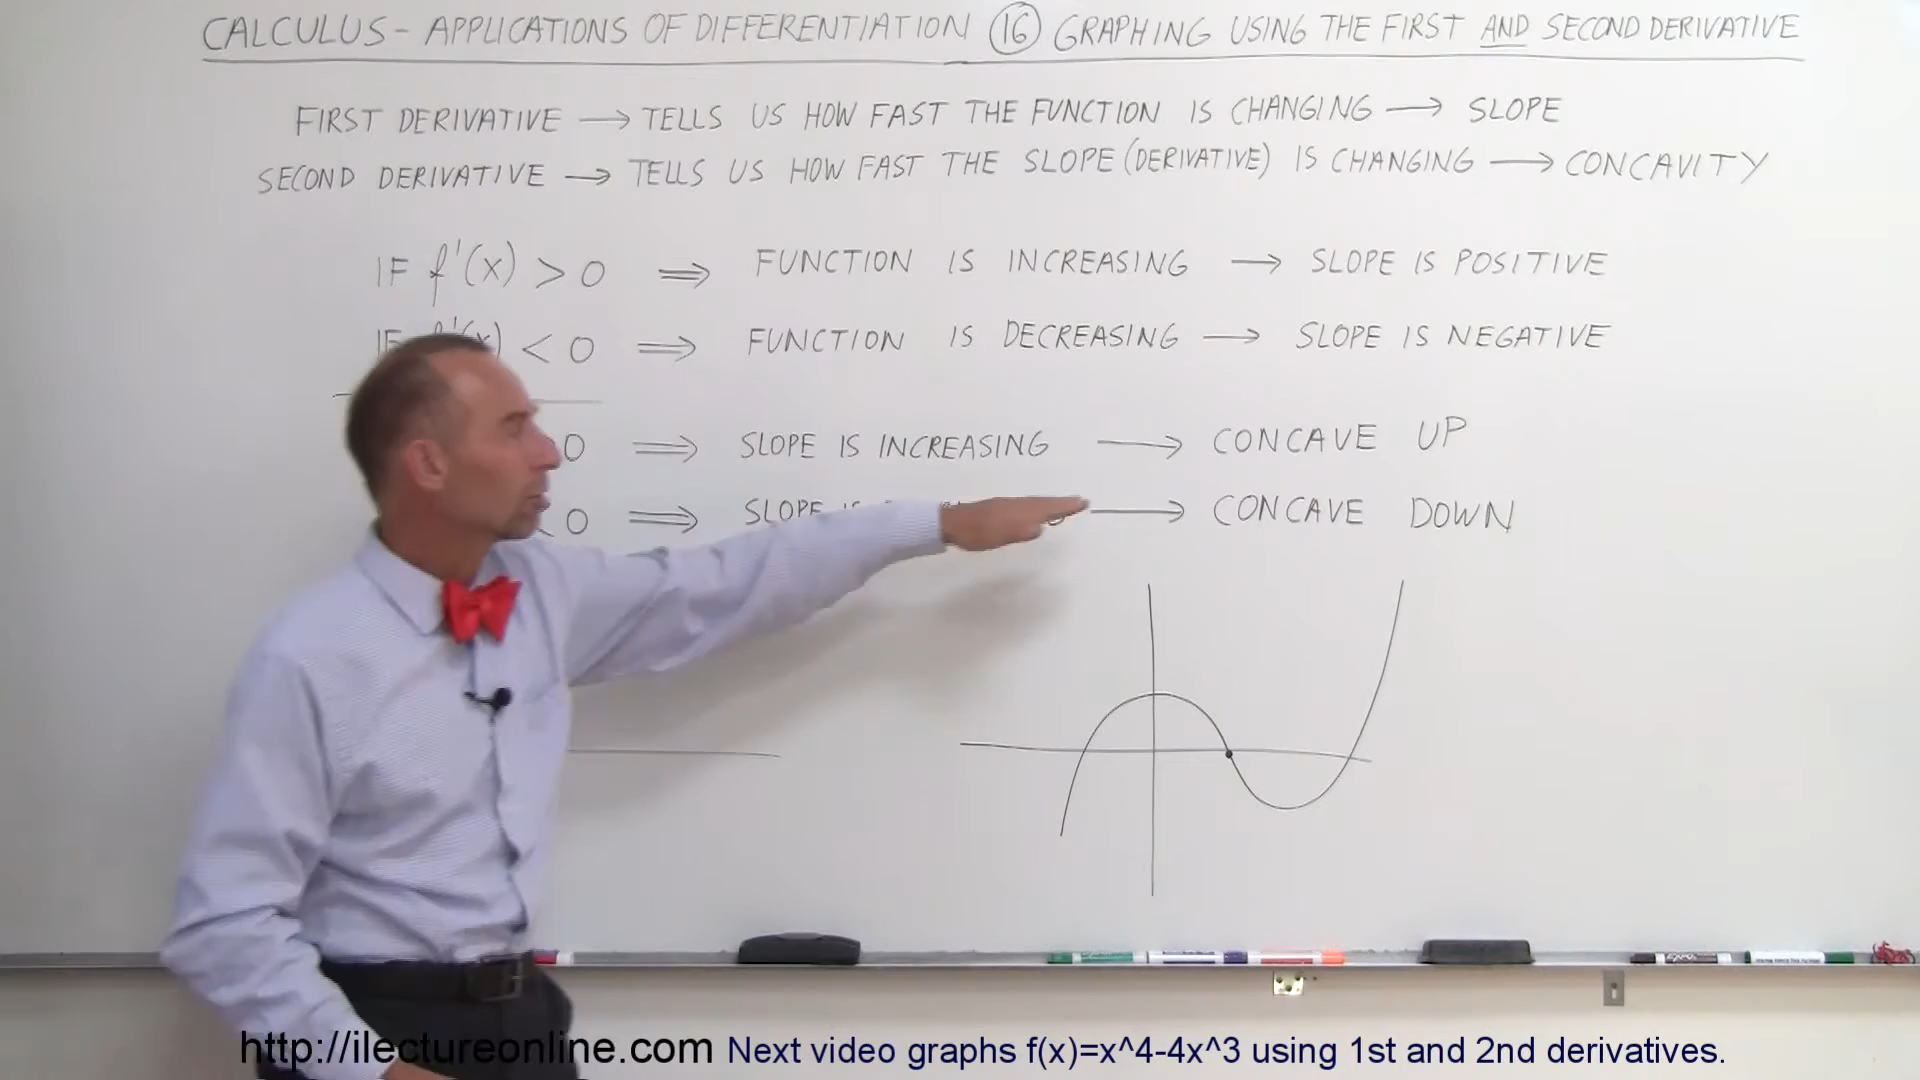 CALCULUS - APPLICATIONS OF DIFFERENTIATION 16 GRAPHING USING THE FIRST AND SECOND DERIVATIVE
FIRST DERIVATIVE → TELLS US HOW FAST THE FUNCTION IS CHANGING → SLOPE
SECOND DERIVATIVE → TELLS US HOW FAST THE SLOPE (DERIVATIVE) IS CHANGING → CONCAVITY
IF f'(x) > 0 ⇒ FUNCTION IS INCREASING → SLOPE IS POSITIVE
IF f'(x) < 0 ⇒ FUNCTION IS DECREASING → SLOPE IS NEGATIVE
0 ⇒ SLOPE IS INCREASING → CONCAVE UP
< 0 ⇒ SLOPE IS → CONCAVE DOWN
http://ilectureonline.com Next video graphs f(x)=x^4-4x^3 using 1st and 2nd derivatives.